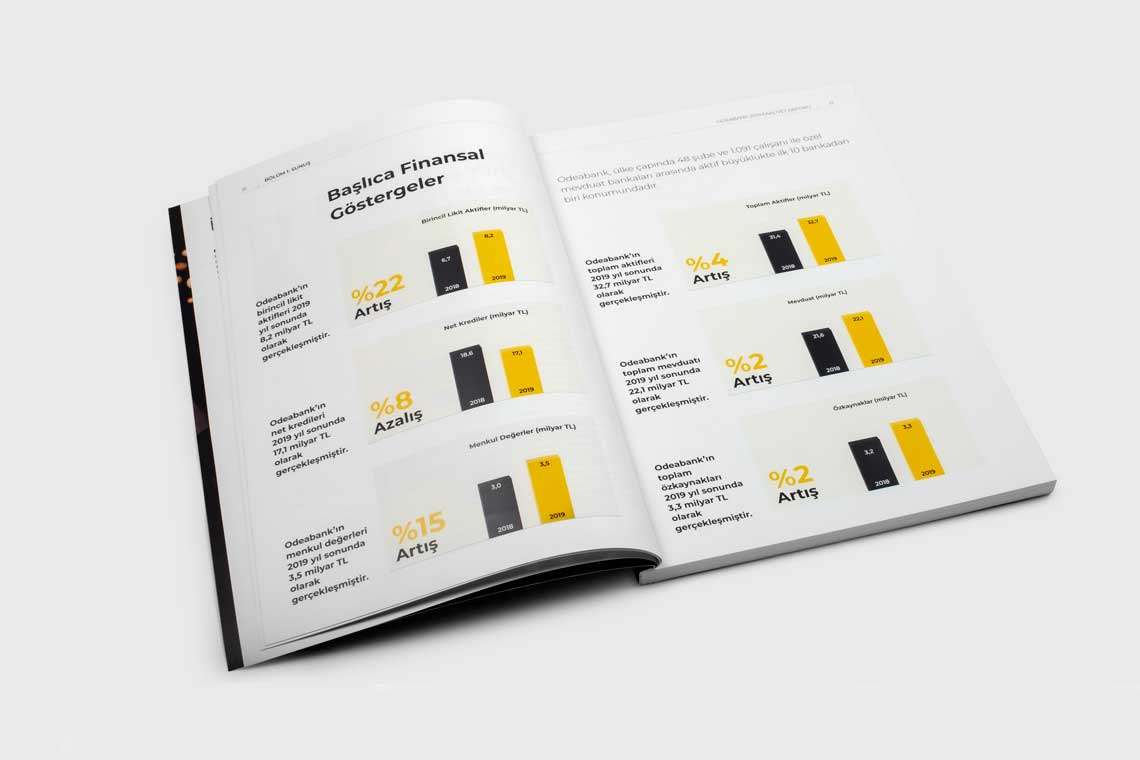 BÖLÜM 1: SUNUŞ
Başlıca Finansal
Göstergeler
Odeabank'ın
birincil likit
aktifleri 2019
yıl sonunda
8,2 milyar TL
olarak
gerçekleşmiştir.
Birincil Likit Aktifler (milyar TL)
%22
Artış
6,7
2018
8,2
2019
Odeabank'ın
net kredileri
2019 yıl sonunda
17,1 milyar TL
olarak
gerçekleşmiştir.
Net Krediler (milyar TL)
%8
Azalış
18,6
2018
17,1
2019
Odeabank'ın
menkul değerleri
2019 yıl sonunda
3,5 milyar TL
olarak
gerçekleşmiştir.
Menkul Değerler (milyar TL)
%15
Artış
3,0
2018
3,5
2019
Odeabank, ülke çapında 48 şube ve 1.091 çalışanı ile özel
mevduat bankaları arasında aktif büyüklükte ilk 10 bankadan
biri konumundadır.
Odeabank'ın
toplam aktifleri
2019 yıl sonunda
32,7 milyar TL
olarak
gerçekleşmiştir.
Toplam Aktifler (milyar TL)
%4
Artış
31,4
2018
32,7
2019
Odeabank'ın
toplam mevduatı
2019 yıl sonunda
22,1 milyar TL
olarak
gerçekleşmiştir.
Mevduat (milyar TL)
%2
Artış
21,6
2018
22,1
2019
Odeabank'ın
toplam
özkaynakları
2019 yıl sonunda
3,3 milyar TL
olarak
gerçekleşmiştir.
Özkaynaklar (milyar TL)
%2
Artış
3,2
2018
3,3
2019